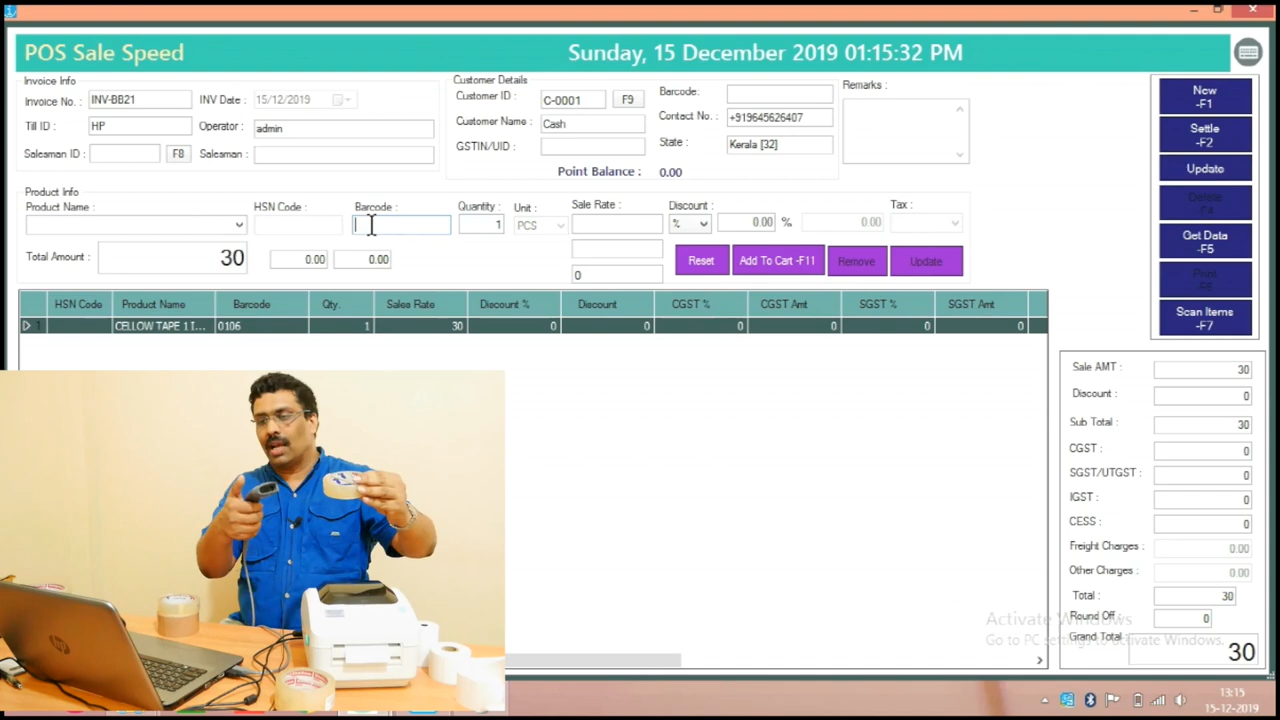 POS Sale Speed
Sunday, 15 December 2019 01:15:32 PM
Invoice Info
Invoice No. : INV-BB21 INV Date : 15/12/2019
Till ID : HP Operator : admin
Salesman ID : F8 Salesman :
Customer Details
Customer ID : C-0001 F9
Customer Name : Cash
GSTIN/UID :
Barcode:
Contact No. : +919645626407
State : Kerala [32]
Point Balance : 0.00
Remarks :
New
-F1
Settle
-F2
Update
Delete
Get Data
-F5
Print
Scan Items
-F7
Product Info
Product Name : HSN Code : Barcode : Quantity : Unit : Sale Rate : Discount : Tax :
1 PCS % 0.00 % 0.00
Total Amount : 30 0.00 0.00
0
Reset Add To Cart -F11 Remove Update
HSN Code Product Name Barcode Qty. Sales Rate Discount % Discount CGST % CGST Amt SGST % SGST Amt
1 CELLOW TAPE 1 I... 0106 1 30 0 0 0 0 0 0
Sale AMT : 30
Discount : 0
Sub Total : 30
CGST : 0
SGST/UTGST : 0
IGST : 0
CESS : 0
Freight Charges : 0.00
Other Charges : 0.00
Total : 30
Round Off : 0
Grand Total : 30
Activate Windows
Go to PC settings to activate Windows.
13:15
15-12-2019